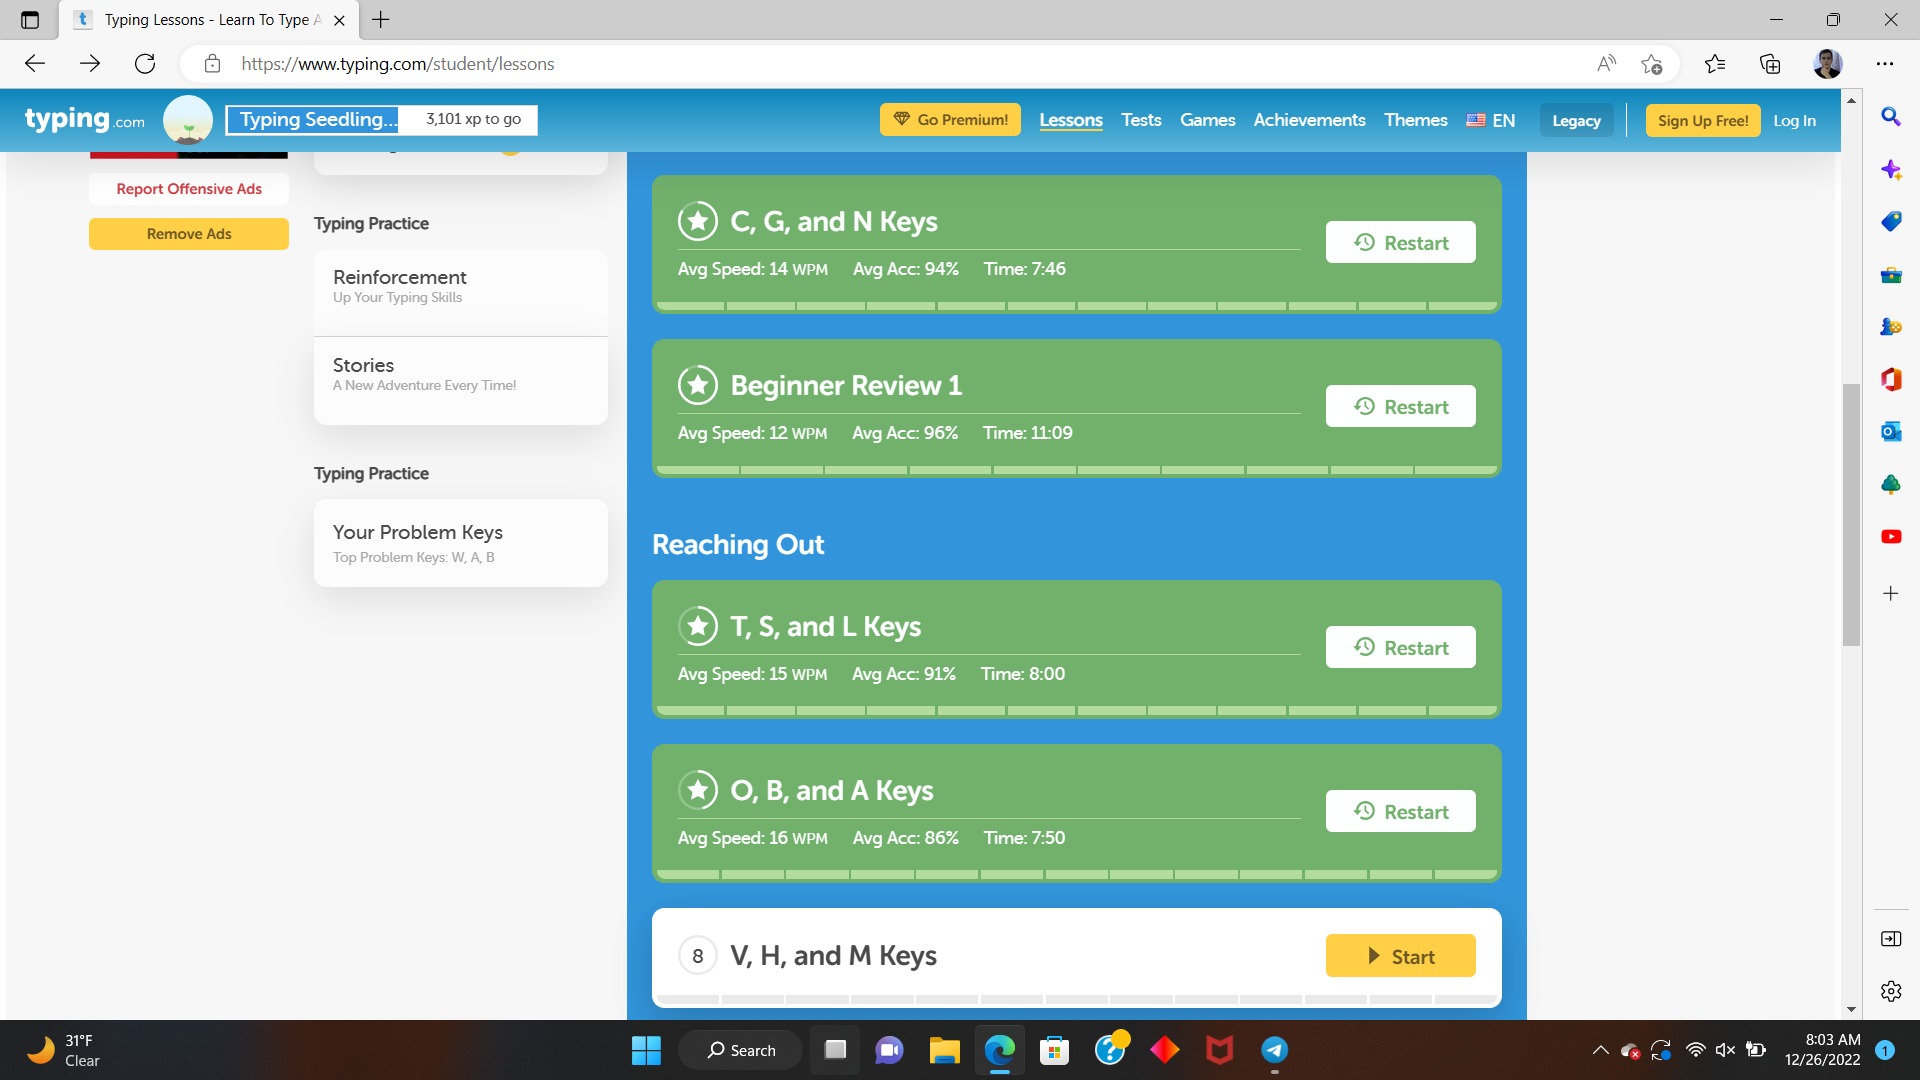 Typing Lessons - Learn To Type A
https://www.typing.com/student/lessons
typing.com
Typing Seedling...
3,101 xp to go
Go Premium!
Lessons
Tests
Games
Achievements
Themes
EN
Legacy
Sign Up Free!
Log In
Report Offensive Ads
Remove Ads
Typing Practice
Reinforcement
Up Your Typing Skills
Stories
A New Adventure Every Time!
Typing Practice
Your Problem Keys
Top Problem Keys: W, A, B
C, G, and N Keys
Avg Speed: 14 WPM Avg Acc: 94% Time: 7:46
Restart
Beginner Review 1
Avg Speed: 12 WPM Avg Acc: 96% Time: 11:09
Restart
Reaching Out
T, S, and L Keys
Avg Speed: 15 WPM Avg Acc: 91% Time: 8:00
Restart
O, B, and A Keys
Avg Speed: 16 WPM Avg Acc: 86% Time: 7:50
Restart
8 V, H, and M Keys
Start
31°F
Clear
Search
8:03 AM
12/26/2022
1